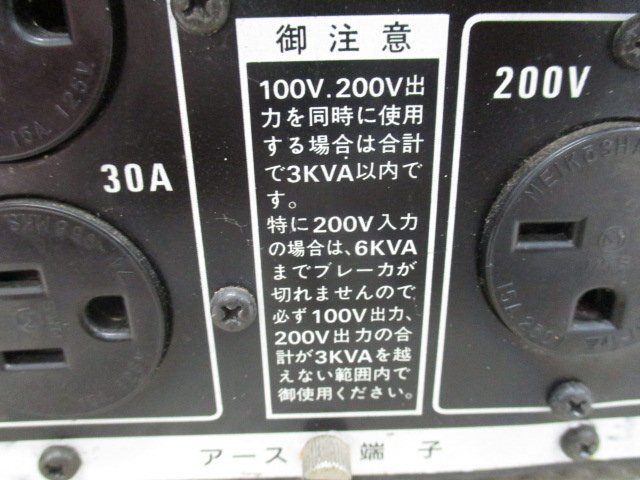 御注意
100V.200V出
力を同時に使用
する場合は合計
で3KVA以内で
す。
特に200V入力
の場合は、6KVA
までブレーカが
切れませんので
必ず100V出力、
200V出力の合
計が3KVAを越
えない範囲内で
御使用ください。
200V
30A
15A 125V
アース 端子